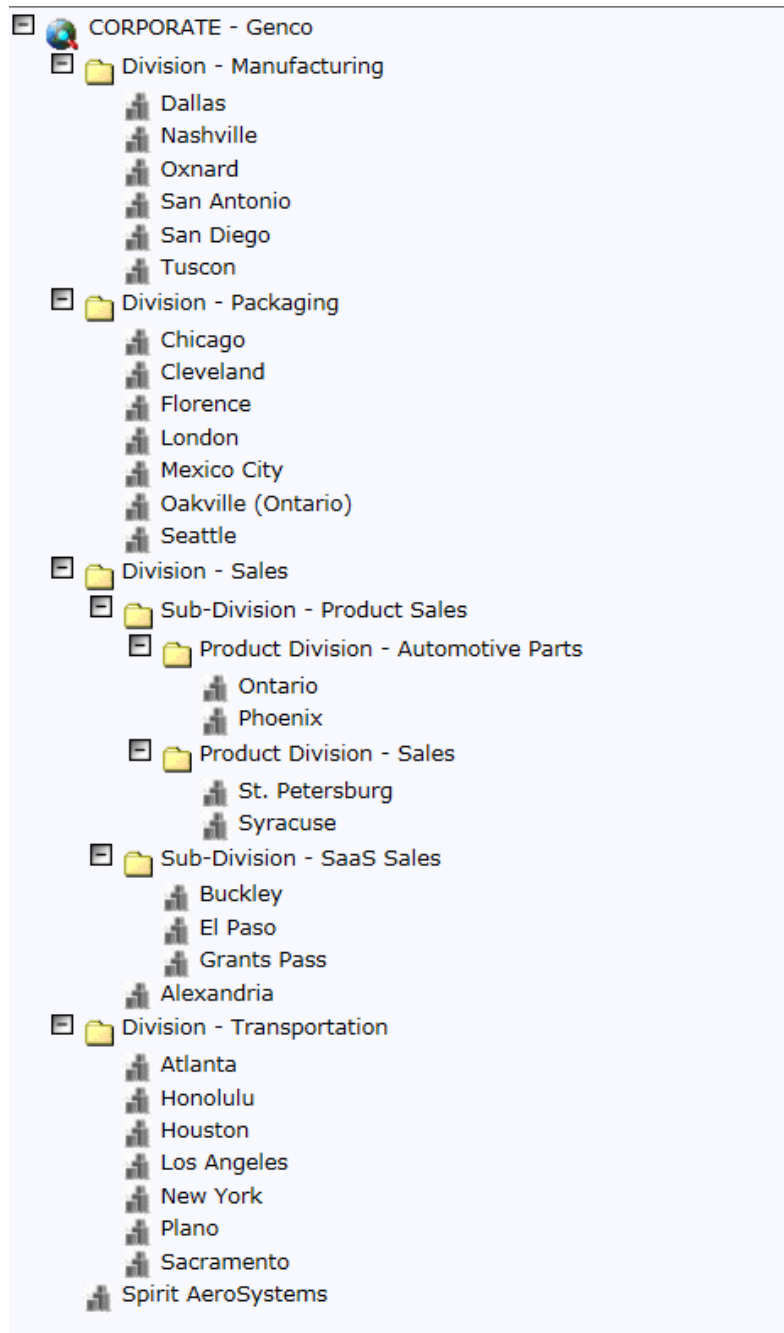 CORPORATE - Genco
Division - Manufacturing
Dallas
Nashville
Oxnard
San Antonio
San Diego
Tuscon
Division - Packaging
Chicago
Cleveland
Florence
London
Mexico City
Oakville (Ontario)
Seattle
Division - Sales
Sub-Division - Product Sales
Product Division - Automotive Parts
Ontario
Phoenix
Product Division - Sales
St. Petersburg
Syracuse
Sub-Division - SaaS Sales
Buckley
El Paso
Grants Pass
Alexandria
Division - Transportation
Atlanta
Honolulu
Houston
Los Angeles
New York
Plano
Sacramento
Spirit AeroSystems